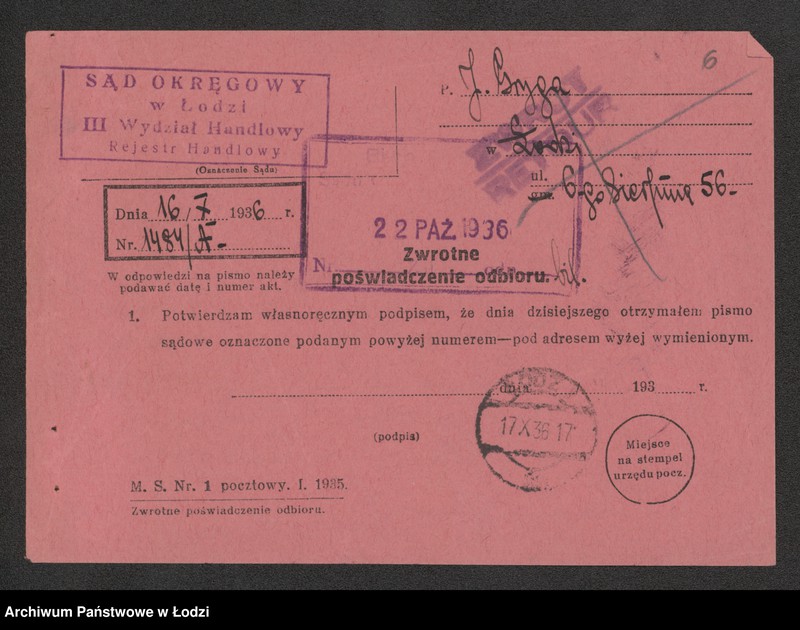 6
SĄD OKRĘGOWY
w Łodzi
III Wydział Handlowy
Rejestr Handlowy
(Oznaczenie Sądu)
P. J. Gryga
w Łodzi
ul. 6-go Sierpnia 56-
gm.
Dnia 16/7 1936 r.
Nr. 1484/A-
W odpowiedzi na pismo należy
podawać datę i numer akt.
22 PAŹ 1936
Nr.
Zwrotne
poświadczenie odbioru.
1. Potwierdzam własnoręcznym podpisem, że dnia dzisiejszego otrzymałem pismo
sądowe oznaczone podanym powyżej numerem—pod adresem wyżej wymienionym.
dnia 193 r.
(podpis)
ŁÓDŹ
17.X.36.17
Miejsce
na stempel
urzędu pocz.
M. S. Nr. 1 pocztowy. I. 1935.
Zwrotne poświadczenie odbioru.
Archiwum Państwowe w Łodzi